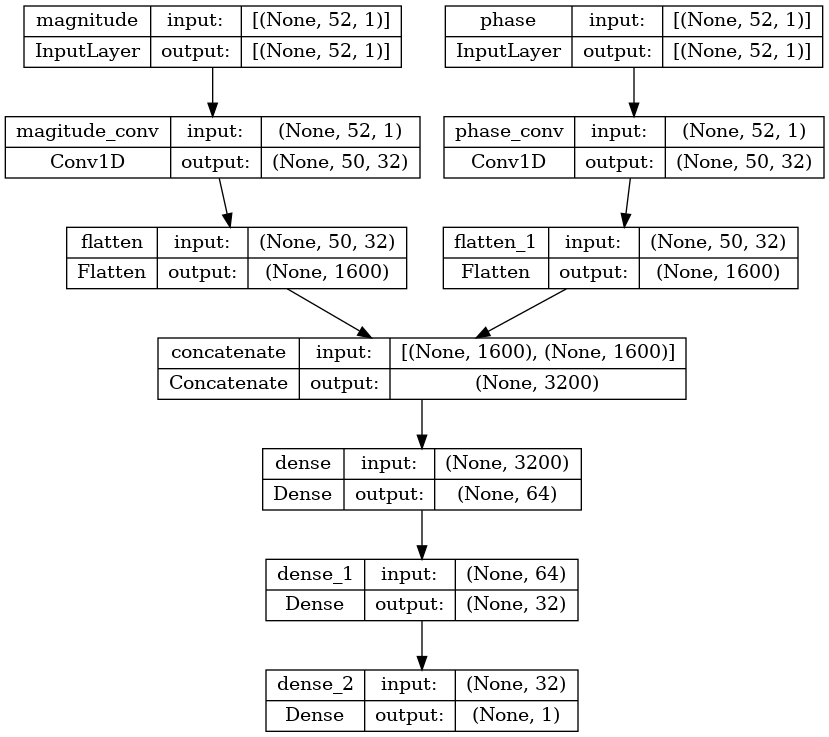 magnitude input: [(None, 52, 1)]
InputLayer output: [(None, 52, 1)]
phase input: [(None, 52, 1)]
InputLayer output: [(None, 52, 1)]
magitude_conv input: (None, 52, 1)
Conv1D output: (None, 50, 32)
phase_conv input: (None, 52, 1)
Conv1D output: (None, 50, 32)
flatten input: (None, 50, 32)
Flatten output: (None, 1600)
flatten_1 input: (None, 50, 32)
Flatten output: (None, 1600)
concatenate input: [(None, 1600), (None, 1600)]
Concatenate output: (None, 3200)
dense input: (None, 3200)
Dense output: (None, 64)
dense_1 input: (None, 64)
Dense output: (None, 32)
dense_2 input: (None, 32)
Dense output: (None, 1)